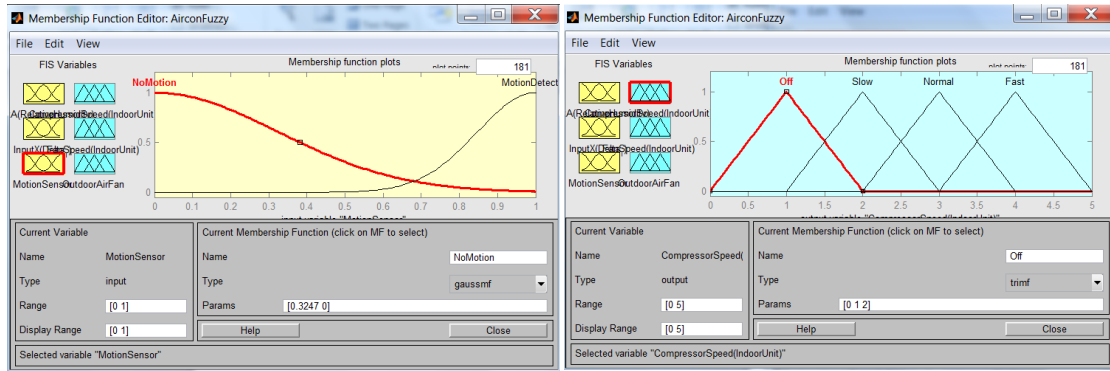 Membership Function Editor: AirconFuzzy
File Edit View
FIS Variables
Membership function plots
plot points:
181
NoMotion
MotionDetect
1
0.5
0
0.1 0.2 0.3 0.4 0.5 0.6 0.7 0.8 0.9 1
input variable "MotionSensor"
MotionSensor
OutdoorAirFan
Current Variable
Current Membership Function (click on MF to select)
Name MotionSensor
Name NoMotion
Type input
Type gaussmf
Range [0 1]
Params [0.3247 0]
Display Range [0 1]
Help
Close
Selected variable "MotionSensor"
Membership Function Editor: AirconFuzzy
File Edit View
FIS Variables
Membership function plots
plot points:
181
Off Slow Normal Fast
1
0.5
0
0 0.5 1 1.5 2 2.5 3 3.5 4 4.5 5
output variable "CompressorSpeed(IndoorUnit)"
MotionSensor
OutdoorAirFan
Current Variable
Current Membership Function (click on MF to select)
Name CompressorSpeed(
Name Off
Type output
Type trimf
Range [0 5]
Params [0 1 2]
Display Range [0 5]
Help
Close
Selected variable "CompressorSpeed(IndoorUnit)"